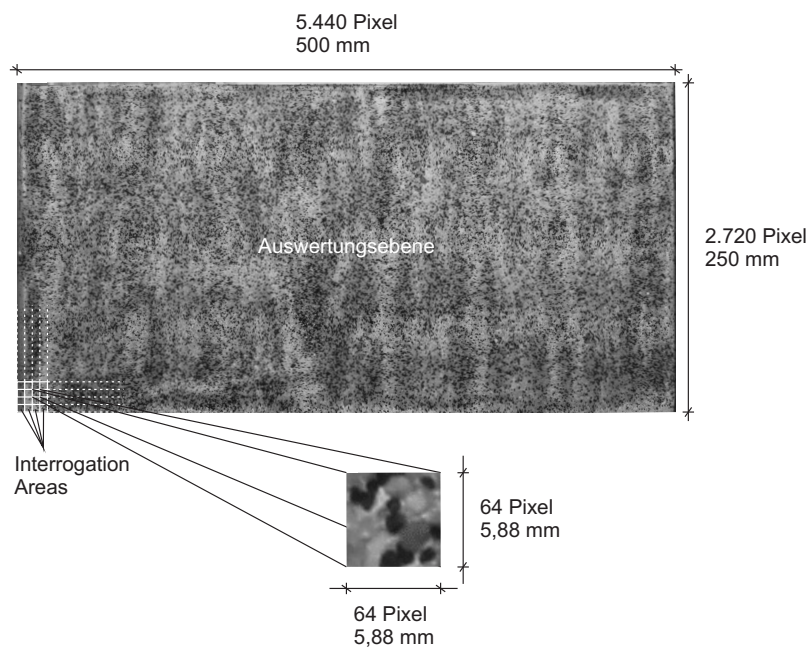 5.440 Pixel
500 mm
Auswertungsebene
2.720 Pixel
250 mm
Interrogation
Areas
64 Pixel
5,88 mm
64 Pixel
5,88 mm